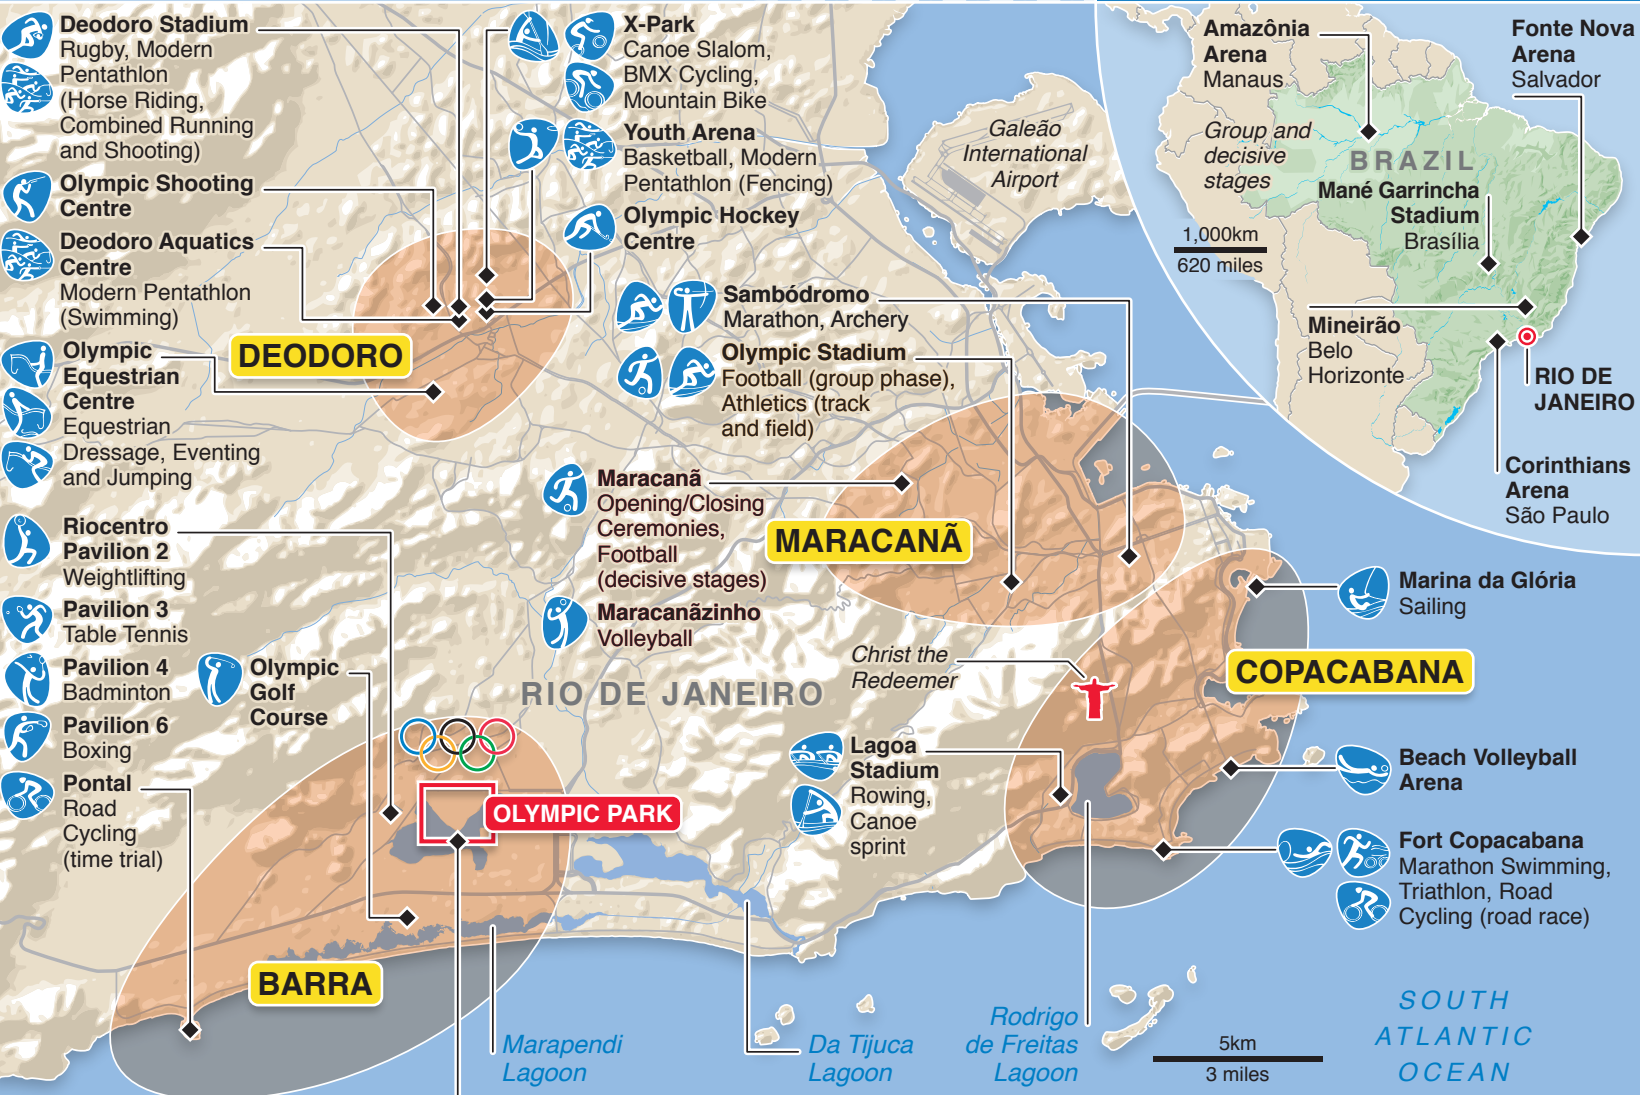 Deodoro Stadium
Rugby, Modern
Pentathlon
(Horse Riding,
Combined Running
and Shooting)
Olympic Shooting
Centre
Deodoro Aquatics
Centre
Modern Pentathlon
(Swimming)
Olympic
Equestrian
Centre
Equestrian
Dressage, Eventing
and Jumping
Riocentro
Pavilion 2
Weightlifting
Pavilion 3
Table Tennis
Pavilion 4
Badminton
Pavilion 6
Boxing
Pontal
Road
Cycling
(time trial)
Olympic
Golf
Course
X-Park
Canoe Slalom,
BMX Cycling,
Mountain Bike
Youth Arena
Basketball, Modern
Pentathlon (Fencing)
Olympic Hockey
Centre
DEODORO
Sambódromo
Marathon, Archery
Olympic Stadium
Football (group phase),
Athletics (track
and field)
Maracanã
Opening/Closing
Ceremonies,
Football
(decisive stages)
Maracanãzinho
Volleyball
MARACANÃ
RIO DE JANEIRO
Christ the
Redeemer
Lagoa
Stadium
Rowing,
Canoe
sprint
OLYMPIC PARK
BARRA
Marapendi
Lagoon
Da Tijuca
Lagoon
Rodrigo
de Freitas
Lagoon
Galeão
International
Airport
Amazônia
Arena
Manaus
Fonte Nova
Arena
Salvador
Group and
decisive
stages
BRAZIL
Mané Garrincha
Stadium
Brasília
1,000km
620 miles
Mineirão
Belo
Horizonte
RIO DE
JANEIRO
Corinthians
Arena
São Paulo
Marina da Glória
Sailing
COPACABANA
Beach Volleyball
Arena
Fort Copacabana
Marathon Swimming,
Triathlon, Road
Cycling (road race)
5km
3 miles
SOUTH
ATLANTIC
OCEAN